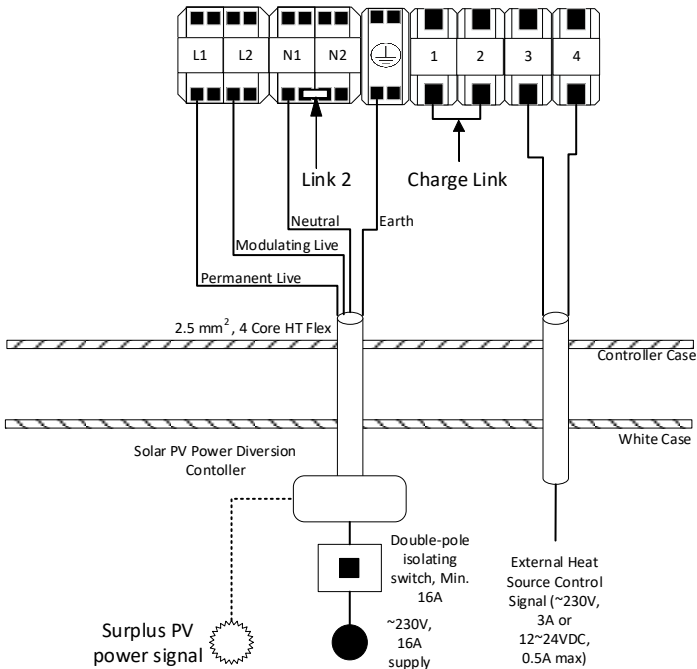 L1 L2 N1 N2 1 2 3 4
Link 2
Charge Link
Neutral
Earth
Modulating Live
Permanent Live
2.5 mm², 4 Core HT Flex
Controller Case
White Case
Solar PV Power Diversion
Contoller
Double-pole
isolating
switch, Min.
16A
~230V,
16A
supply
Surplus PV
power signal
External Heat
Source Control
Signal (~230V,
3A or
12~24VDC,
0.5A max)